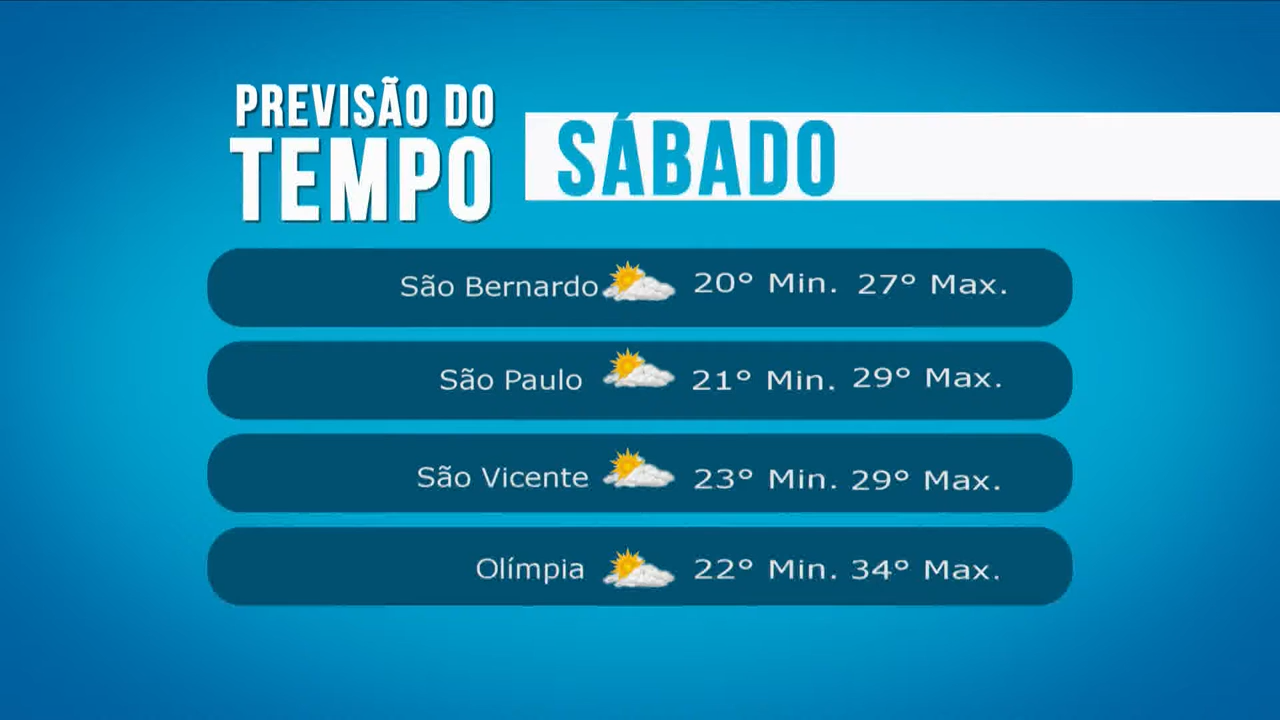 PREVISÃO DO
TEMPO
SÁBADO
São Bernardo 20° Min. 27° Max.
São Paulo 21° Min. 29° Max.
São Vicente 23° Min. 29° Max.
Olímpia 22° Min. 34° Max.